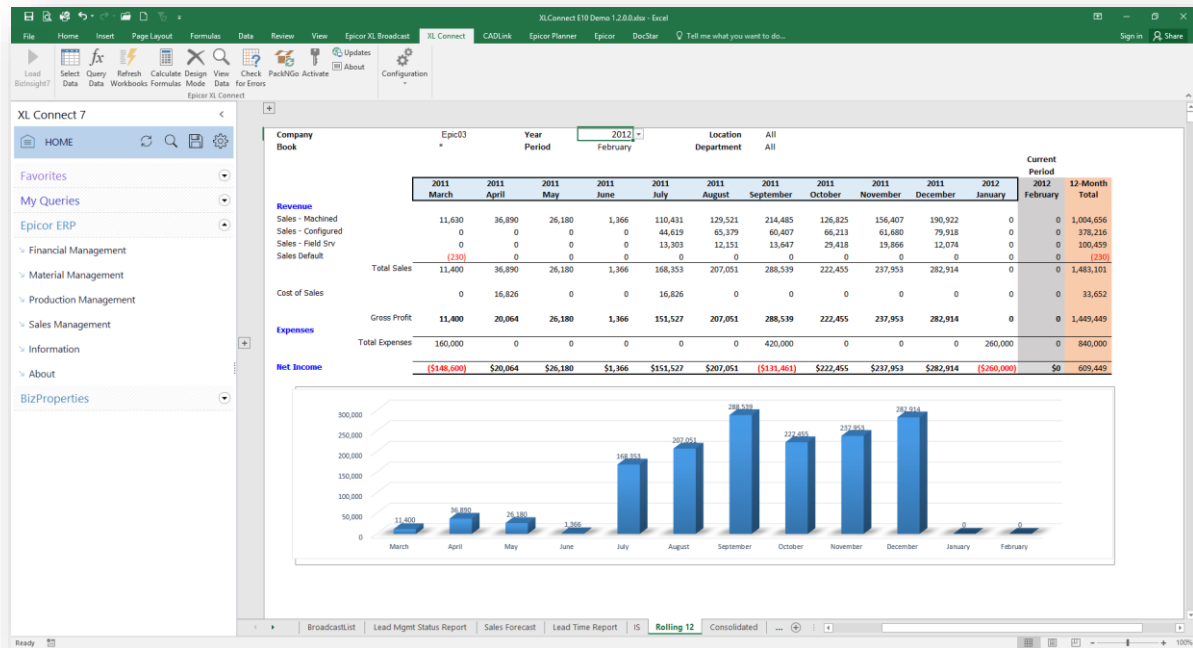 XLConnect E10 Demo 1.2.0.0.xlsx - Excel
File Home Insert Page Layout Formulas Data Review View Epicor XL Broadcast XL Connect CADLink Epicor Planner Epicor DocStar Tell me what you want to do... Sign in Share
Load BizInsight7
Select Data
Query Data
Refresh Workbooks
Calculate Formulas
Design Mode
View Data
Check for Errors
PackNGo
Activate
Updates
About
Configuration
Epicor XL Connect
XL Connect 7
HOME
Favorites
My Queries
Epicor ERP
Financial Management
Material Management
Production Management
Sales Management
Information
About
BizProperties
Company Epic03 Year 2012 Location All
Book * Period February Department All
Current
Period
2011 2011 2011 2011 2011 2011 2011 2011 2011 2011 2012 2012 12-Month
March April May June July August September October November December January February Total
Revenue
Sales - Machined 11,630 36,890 26,180 1,366 110,431 129,521 214,485 126,825 156,407 190,922 0 0 1,004,656
Sales - Configured 0 0 0 0 44,619 65,379 60,407 66,213 61,680 79,918 0 0 378,216
Sales - Field Srv 0 0 0 0 13,303 12,151 13,647 29,418 19,866 12,074 0 0 100,459
Sales Default (230) 0 0 0 0 0 0 0 0 0 0 0 (230)
Total Sales 11,400 36,890 26,180 1,366 168,353 207,051 288,539 222,455 237,953 282,914 0 0 1,483,101
Cost of Sales 0 16,826 0 0 16,826 0 0 0 0 0 0 0 33,652
Gross Profit 11,400 20,064 26,180 1,366 151,527 207,051 288,539 222,455 237,953 282,914 0 0 1,449,449
Expenses
Total Expenses 160,000 0 0 0 0 0 420,000 0 0 0 260,000 0 840,000
Net Income ($148,600) $20,064 $26,180 $1,366 $151,527 $207,051 ($131,461) $222,455 $237,953 $282,914 ($260,000) $0 609,449
300,000
250,000
200,000
150,000
100,000
50,000
0
11,400 36,890 26,180 1,366 168,353 207,051 288,539 222,455 237,953 282,914 0 0
March April May June July August September October November December January February
BroadcastList Lead Mgmt Status Report Sales Forecast Lead Time Report IS Rolling 12 Consolidated ...
Ready 100%